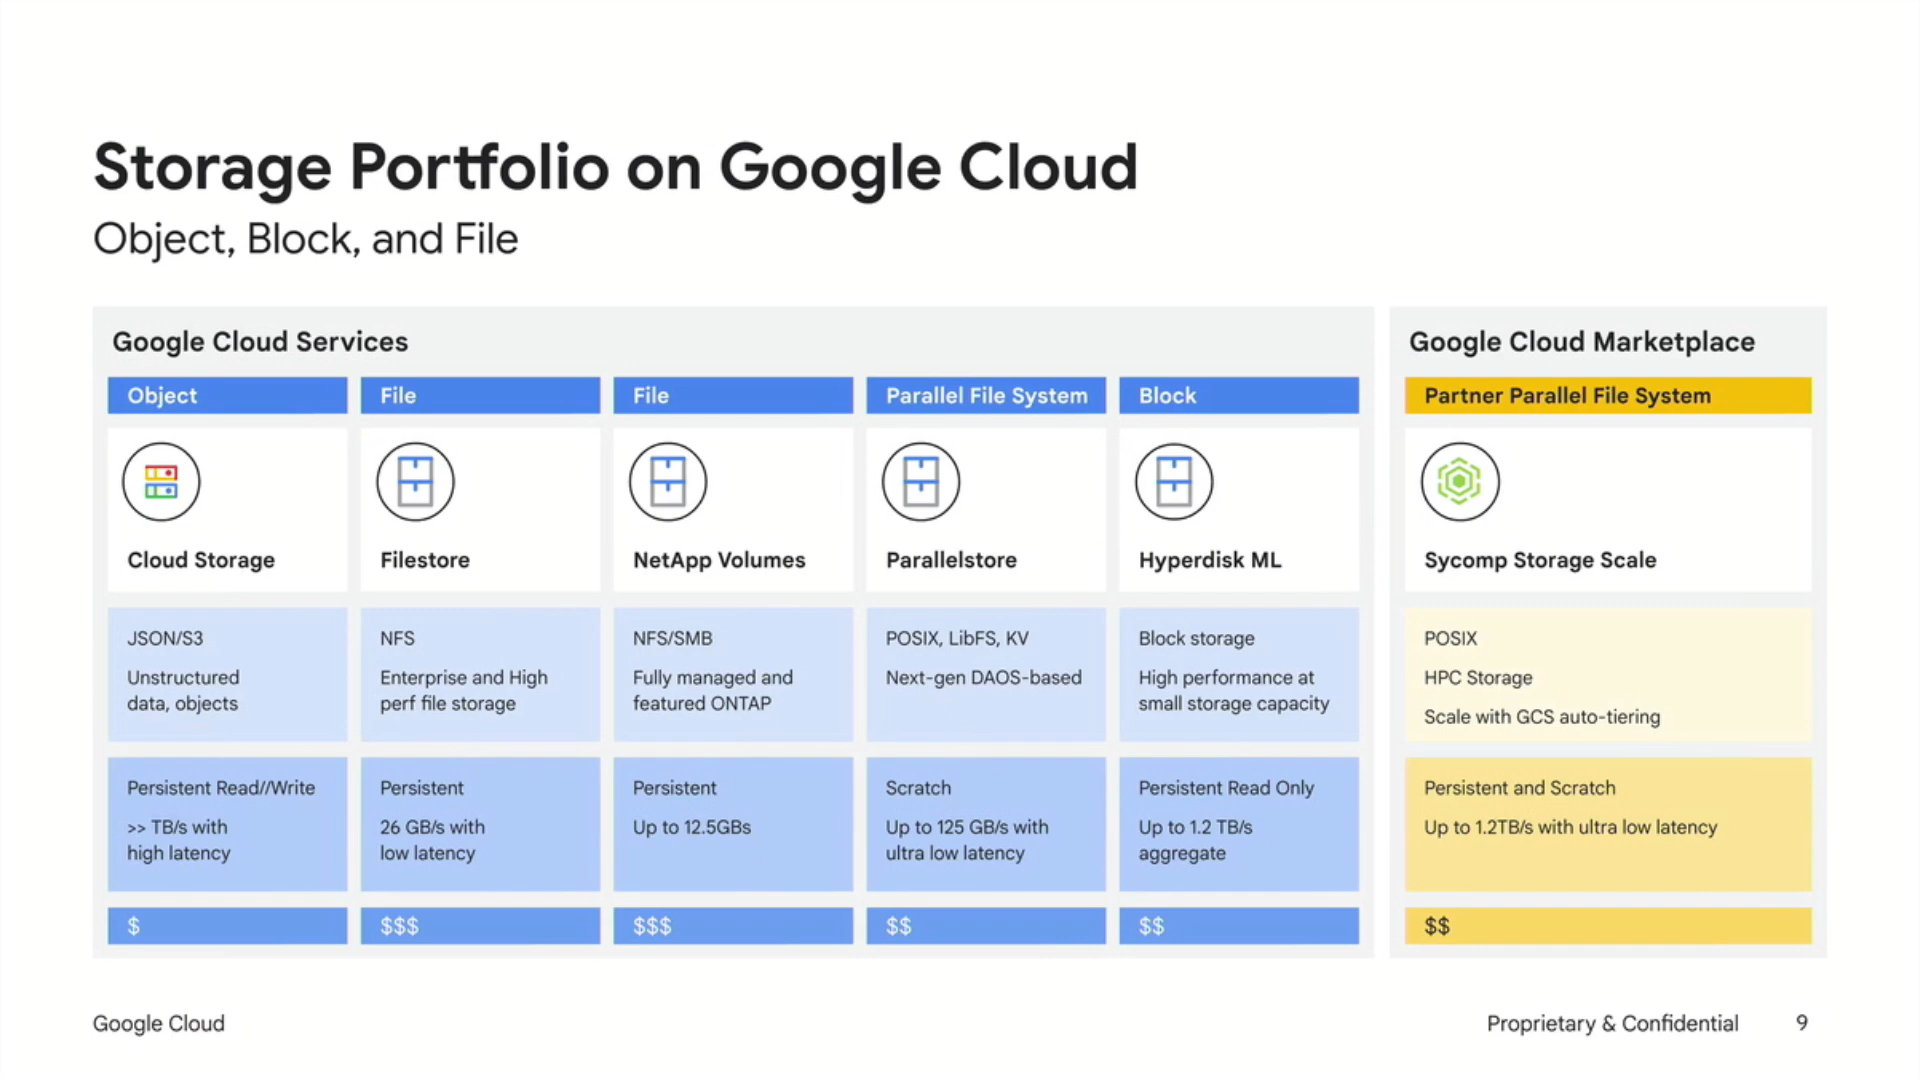 Storage Portfolio on Google Cloud
Object, Block, and File
Google Cloud Services
Object
Cloud Storage
JSON/S3
Unstructured
data, objects
Persistent Read//Write
>> TB/s with
high latency
$
File
Filestore
NFS
Enterprise and High
perf file storage
Persistent
26 GB/s with
low latency
$$$
File
NetApp Volumes
NFS/SMB
Fully managed and
featured ONTAP
Persistent
Up to 12.5GBs
$$$
Parallel File System
Parallelstore
POSIX, LibFS, KV
Next-gen DAOS-based
Scratch
Up to 125 GB/s with
ultra low latency
$$
Block
Hyperdisk ML
Block storage
High performance at
small storage capacity
Persistent Read Only
Up to 1.2 TB/s
aggregate
$$
Google Cloud Marketplace
Partner Parallel File System
Sycomp Storage Scale
POSIX
HPC Storage
Scale with GCS auto-tiering
Persistent and Scratch
Up to 1.2TB/s with ultra low latency
$$
Google Cloud
Proprietary & Confidential
9